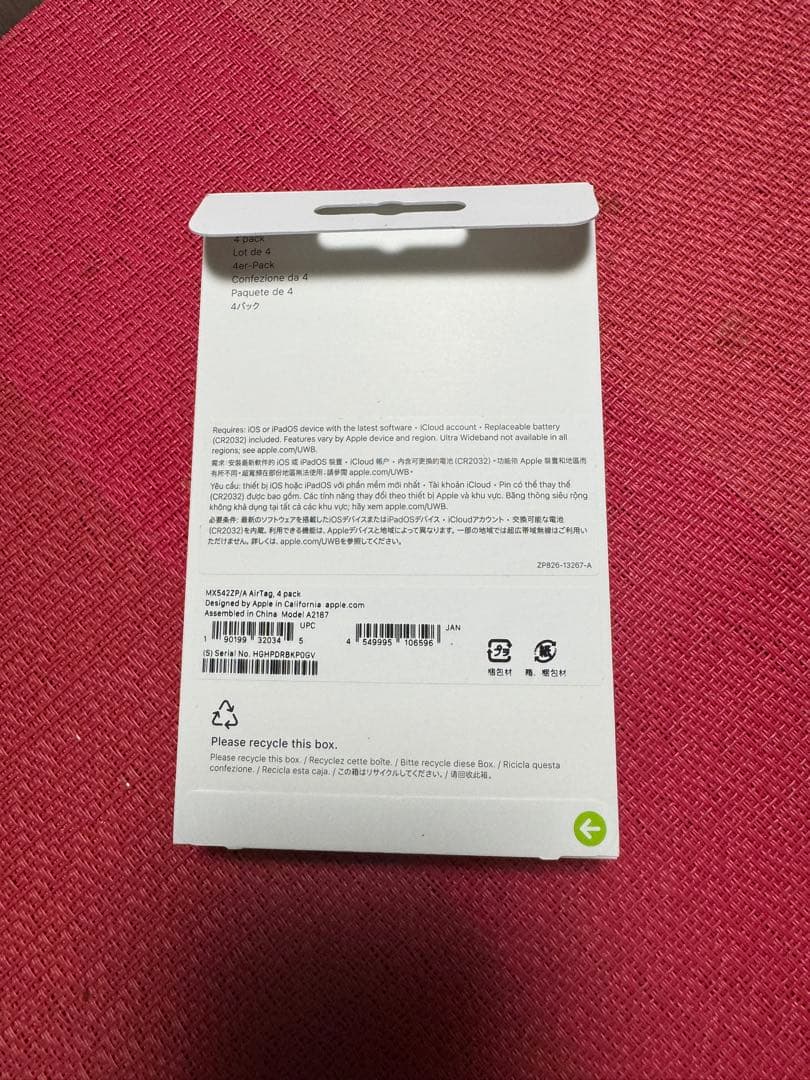 4 pack
Lot de 4
4er-Pack
Confezione da 4
Paquete de 4
4パック
Requires: iOS or iPadOS device with the latest software • iCloud account • Replaceable battery
(CR2032) included. Features vary by Apple device and region. Ultra Wideband not available in all
regions; see apple.com/UWB.
需求:安裝最新軟件的 iOS 或 iPadOS 裝置・iCloud 帳戶・內含可更換的電池 (CR2032)・功能依 Apple 裝置和地區而
有所不同。超寬頻在部份地區無法使用;請參閱 apple.com/UWB。
Yêu cầu: thiết bị iOS hoặc iPadOS với phần mềm mới nhất • Tài khoản iCloud • Pin có thể thay thế
(CR2032) được bao gồm. Các tính năng thay đổi theo thiết bị Apple và khu vực. Băng thông siêu rộng
không khả dụng tại tất cả các khu vực; hãy xem apple.com/UWB.
必要条件: 最新のソフトウェアを搭載したiOSデバイスまたはiPadOSデバイス・iCloudアカウント・交換可能な電池
(CR2032)を内蔵。利用できる機能は、Appleデバイスと地域によって異なります。一部の地域では超広帯域無線はご利用い
ただけません。詳しくは、apple.com/UWBを参照してください。
ZP826-13267-A
MX542ZP/A AirTag, 4 pack
Designed by Apple in California apple.com
Assembled in China Model A2187
UPC
1 90199 32034 5
JAN
4 549995 106596
(S) Serial No. HGHPDRBKP0GV
プラ
紙
梱包材
箱、梱包材
Please recycle this box.
Please recycle this box. / Recyclez cette boîte. / Bitte recycle diese Box. / Ricicla questa
confezione. / Recicla esta caja. / この箱はリサイクルしてください。/ 请回收此箱。